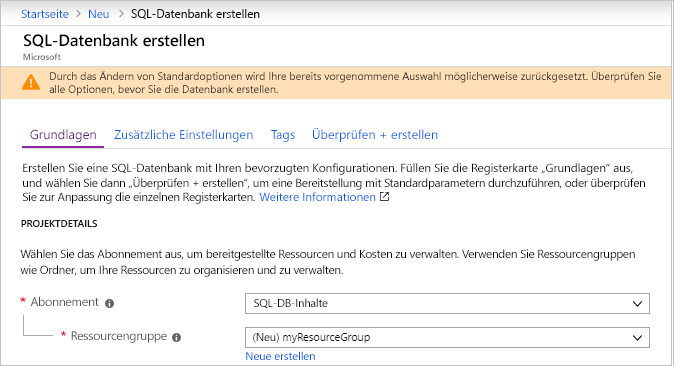 Startseite > Neu > SQL-Datenbank erstellen
SQL-Datenbank erstellen
Microsoft
Durch das Ändern von Standardoptionen wird Ihre bereits vorgenommene Auswahl möglicherweise zurückgesetzt. Überprüfen Sie
alle Optionen, bevor Sie die Datenbank erstellen.
Grundlagen Zusätzliche Einstellungen Tags Überprüfen + erstellen
Erstellen Sie eine SQL-Datenbank mit Ihren bevorzugten Konfigurationen. Füllen Sie die Registerkarte „Grundlagen“ aus,
und wählen Sie dann „Überprüfen + erstellen“, um eine Bereitstellung mit Standardparametern durchzuführen, oder überprüfen
Sie zur Anpassung die einzelnen Registerkarten. Weitere Informationen
PROJEKTDETAILS
Wählen Sie das Abonnement aus, um bereitgestellte Ressourcen und Kosten zu verwalten. Verwenden Sie Ressourcengruppen
wie Ordner, um Ihre Ressourcen zu organisieren und zu verwalten.
* Abonnement SQL-DB-Inhalte
* Ressourcengruppe (Neu) myResourceGroup
Neue erstellen